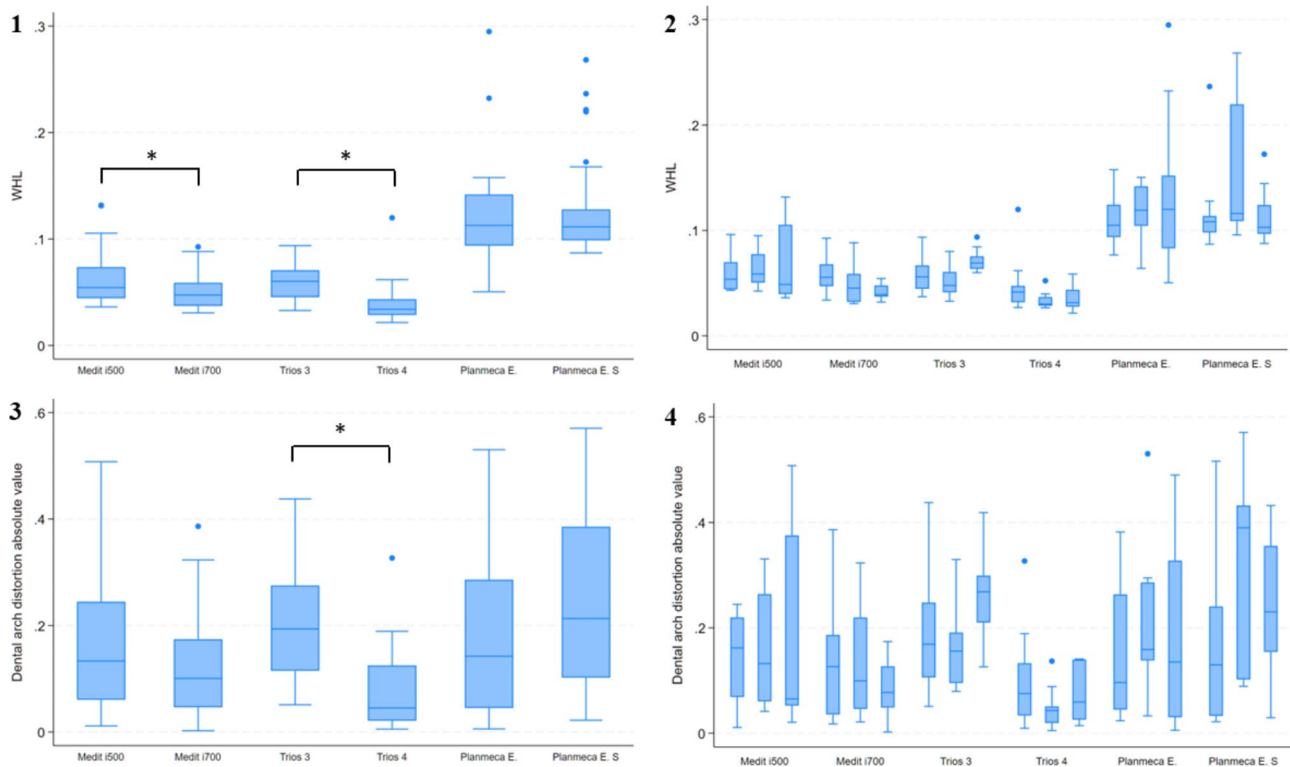 1
.3
.2
.1
0
WHL
*
*
Medit i500 Medit i700 Trios 3 Trios 4 Planmeca E. Planmeca E. S
2
.3
.2
.1
0
WHL
Medit i500 Medit i700 Trios 3 Trios 4 Planmeca E. Planmeca E. S
3
.6
.4
.2
0
Dental arch distortion absolute value
*
Medit i500 Medit i700 Trios 3 Trios 4 Planmeca E. Planmeca E. S
4
.6
.4
.2
0
Dental arch distortion absolute value
Medit i500 Medit i700 Trios 3 Trios 4 Planmeca E. Planmeca E. S